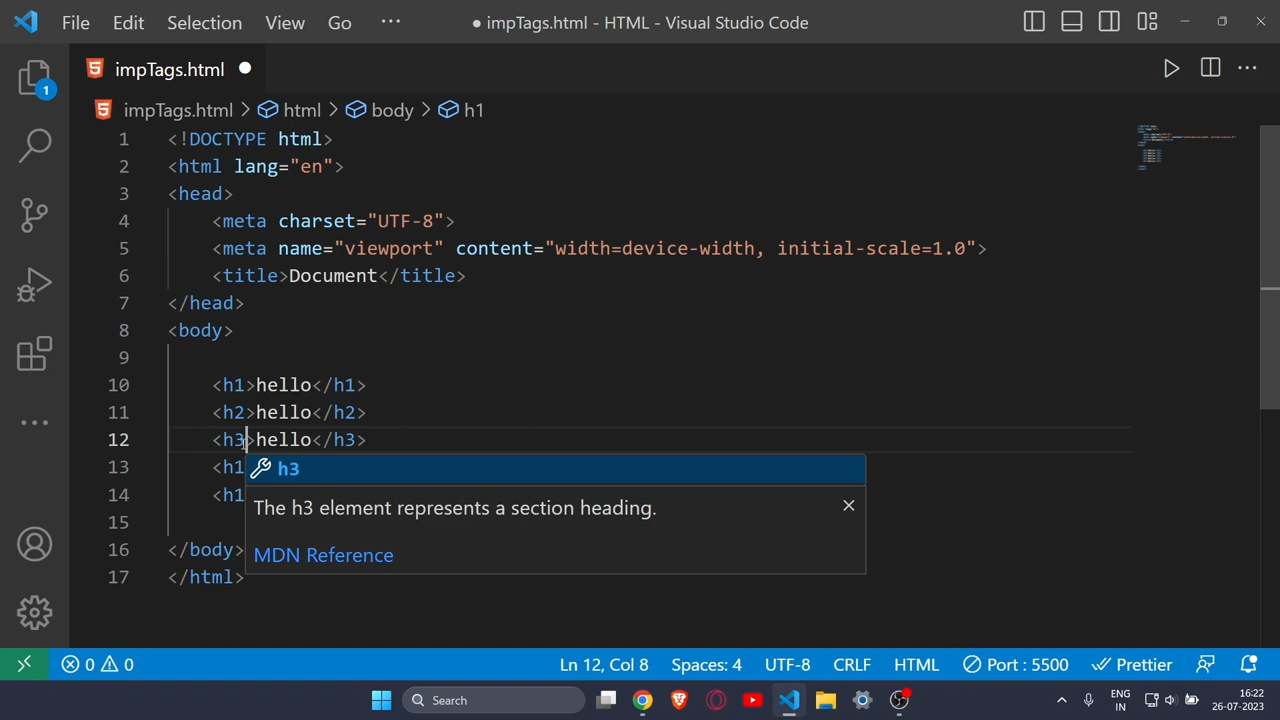 File Edit Selection View Go ··· ● impTags.html - HTML - Visual Studio Code
impTags.html ●
impTags.html > html > body > h1
1 <!DOCTYPE html>
2 <html lang="en">
3 <head>
4 <meta charset="UTF-8">
5 <meta name="viewport" content="width=device-width, initial-scale=1.0">
6 <title>Document</title>
7 </head>
8 <body>
9
10 <h1>hello</h1>
11 <h2>hello</h2>
12 <h3>hello</h3>
13 <h1
h3
14 <h1
The h3 element represents a section heading.
15
16 </body>
MDN Reference
17 </html>
1
0 0 Ln 12, Col 8 Spaces: 4 UTF-8 CRLF HTML Port : 5500 Prettier
Search ENG IN 16:22
26-07-2023